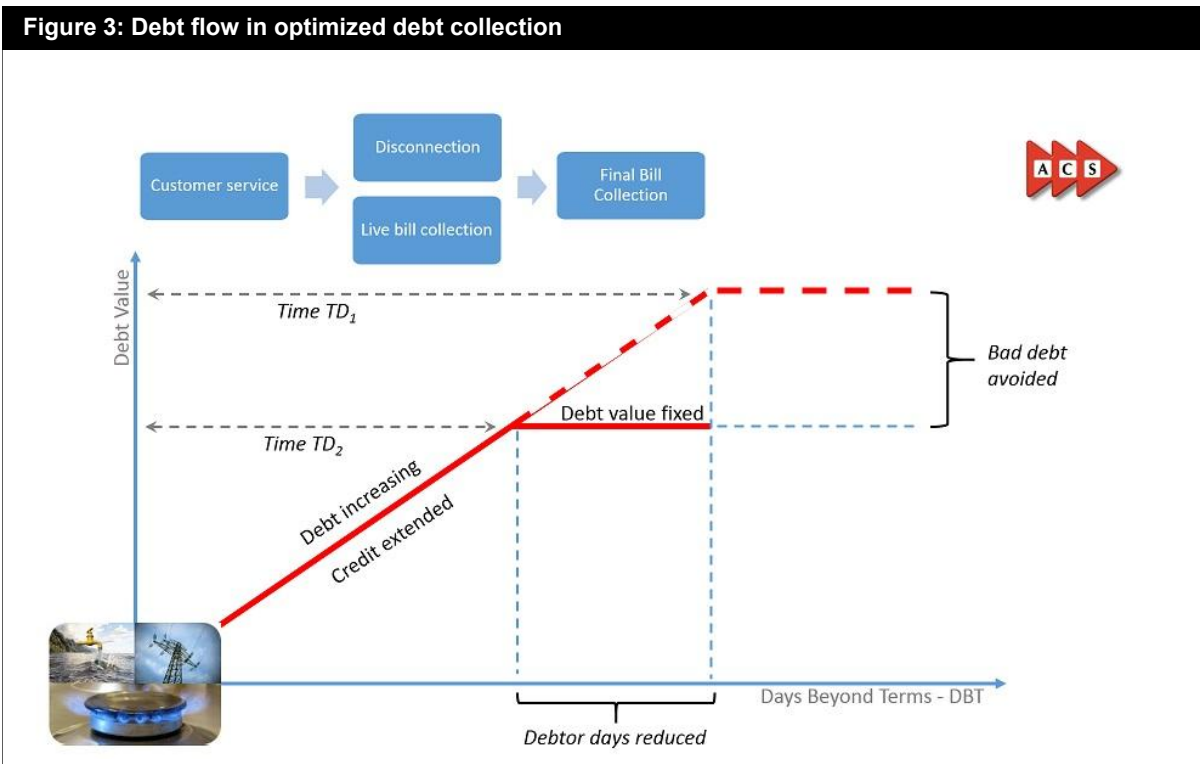 Figure 3: Debt flow in optimized debt collection
Customer service
Disconnection
Live bill collection
Final Bill
Collection
A C S
Debt Value
Time TD₁
Time TD₂
Debt increasing
Credit extended
Debt value fixed
Bad debt
avoided
Days Beyond Terms - DBT
Debtor days reduced